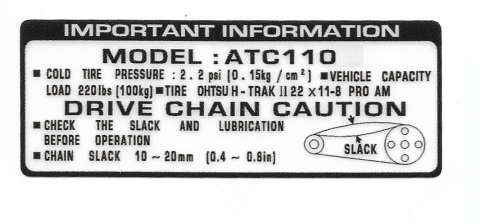 IMPORTANT INFORMATION
MODEL : ATC110
■ COLD TIRE PRESSURE : 2.2 psi (0.15kg / cm²) ■ VEHICLE CAPACITY
LOAD 220lbs (100kg) ■ TIRE OHTSU H-TRAK II 22 x 11-8 PRO AM
DRIVE CHAIN CAUTION
■ CHECK THE SLACK AND LUBRICATION
BEFORE OPERATION
■ CHAIN SLACK 10 ~ 20mm (0.4 ~ 0.8in)
SLACK